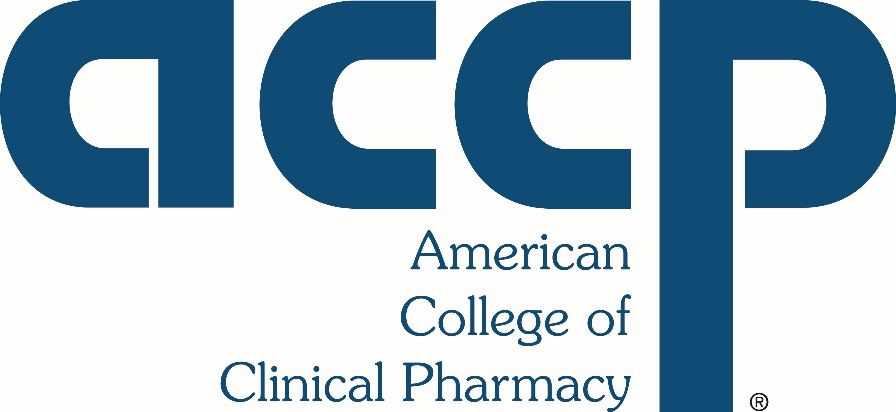 accp
American
College of
Clinical Pharmacy
®